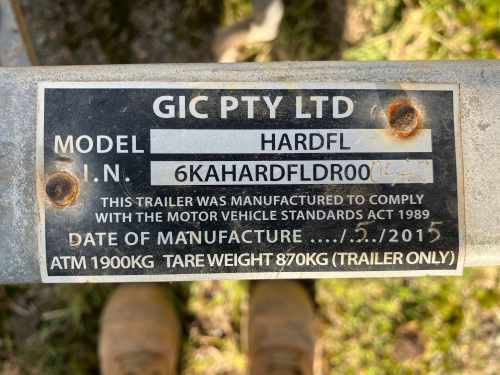 GIC PTY LTD
MODEL HARDFL
.I.N. 6KAHARDFLDR00
THIS TRAILER WAS MANUFACTURED TO COMPLY
WITH THE MOTOR VEHICLE STANDARDS ACT 1989
DATE OF MANUFACTURE ..../.5../2015
ATM 1900KG TARE WEIGHT 870KG (TRAILER ONLY)